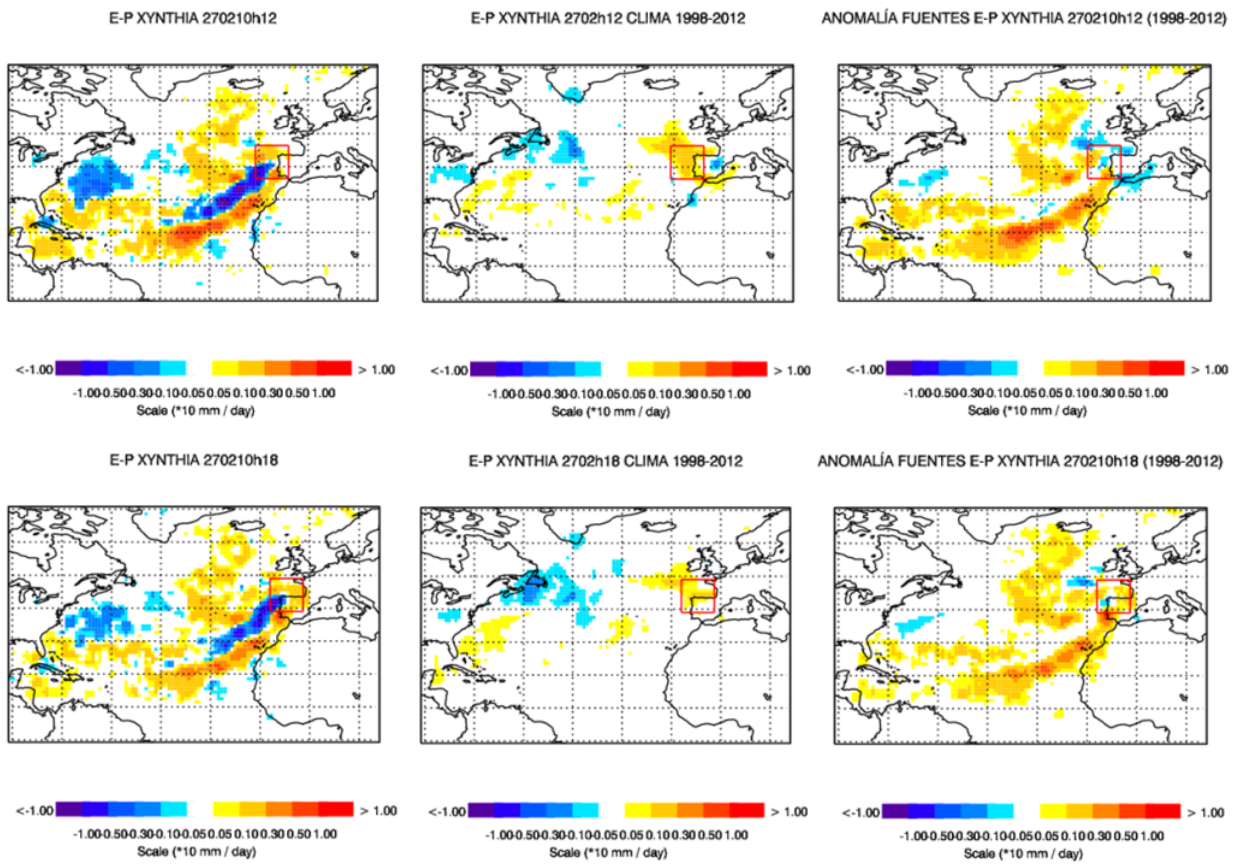 E-P XYNTHIA 270210h12
E-P XYNTHIA 2702h12 CLIMA 1998-2012
ANOMALÍA FUENTES E-P XYNTHIA 270210h12 (1998-2012)
<-1.00 > 1.00
-1.00-0.50-0.30-0.10-0.05 0.05 0.10 0.30 0.50 1.00
Scale (*10 mm / day)
<-1.00 > 1.00
-1.00-0.50-0.30-0.10-0.05 0.05 0.10 0.30 0.50 1.00
Scale (*10 mm / day)
<-1.00 > 1.00
-1.00-0.50-0.30-0.10-0.05 0.05 0.10 0.30 0.50 1.00
Scale (*10 mm / day)
E-P XYNTHIA 270210h18
E-P XYNTHIA 2702h18 CLIMA 1998-2012
ANOMALÍA FUENTES E-P XYNTHIA 270210h18 (1998-2012)
<-1.00 > 1.00
-1.00-0.50-0.30-0.10-0.05 0.05 0.10 0.30 0.50 1.00
Scale (*10 mm / day)
<-1.00 > 1.00
-1.00-0.50-0.30-0.10-0.05 0.05 0.10 0.30 0.50 1.00
Scale (*10 mm / day)
<-1.00 > 1.00
-1.00-0.50-0.30-0.10-0.05 0.05 0.10 0.30 0.50 1.00
Scale (*10 mm / day)